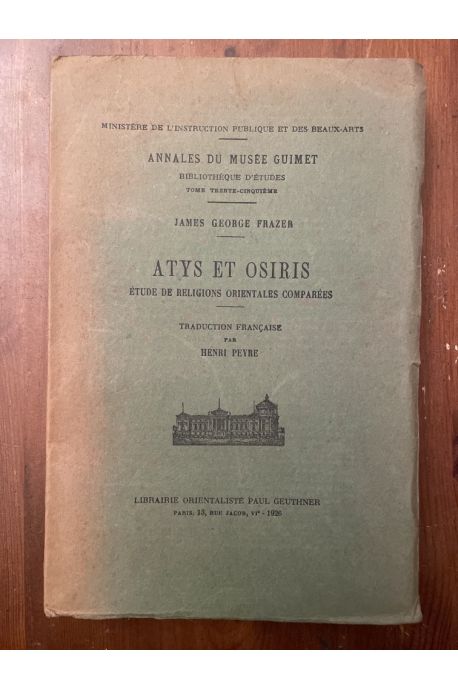 MINISTÈRE DE L'INSTRUCTION PUBLIQUE ET DES BEAUX-ARTS
ANNALES DU MUSÉE GUIMET
BIBLIOTHÈQUE D'ÉTUDES
TOME TRENTE-CINQUIÈME
JAMES GEORGE FRAZER
ATYS ET OSIRIS
ÉTUDE DE RELIGIONS ORIENTALES COMPARÉES
TRADUCTION FRANÇAISE
PAR
HENRI PEYRE
LIBRAIRIE ORIENTALISTE PAUL GEUTHNER
PARIS, 13, RUE JACOB, VIᵉ - 1926